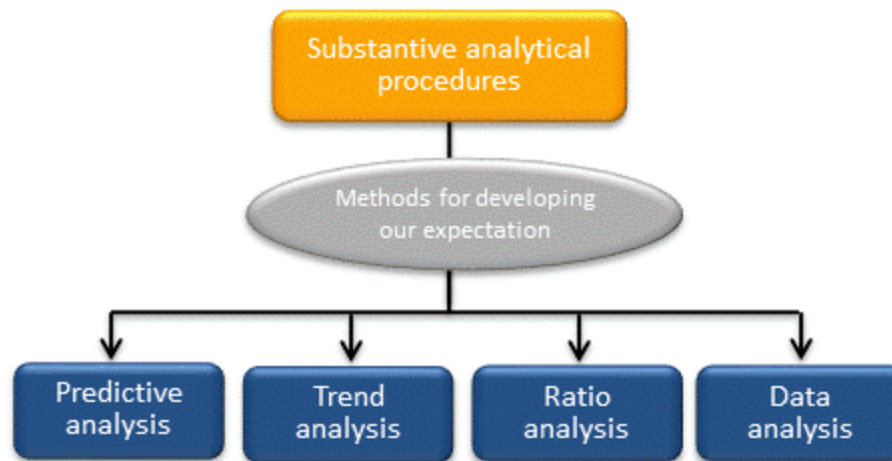 Substantive analytical
procedures
Methods for developing
our expectation
Predictive
analysis
Trend
analysis
Ratio
analysis
Data
analysis